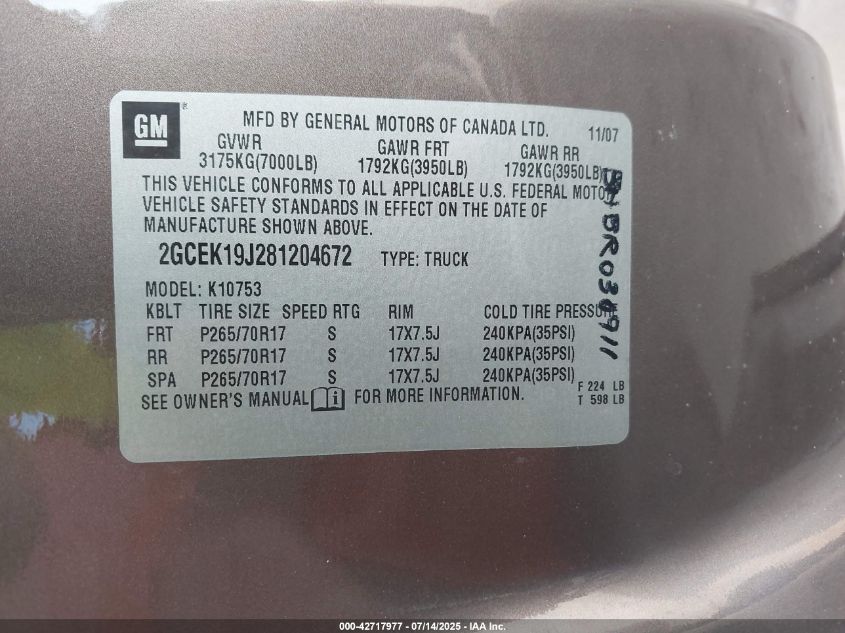 GM
MFD BY GENERAL MOTORS OF CANADA LTD. 11/07
GVWR GAWR FRT GAWR RR
3175KG(7000LB) 1792KG(3950LB) 1792KG(3950LB)
THIS VEHICLE CONFORMS TO ALL APPLICABLE U.S. FEDERAL MOTOR
VEHICLE SAFETY STANDARDS IN EFFECT ON THE DATE OF
MANUFACTURE SHOWN ABOVE.
2GCEK19J281204672 TYPE: TRUCK
MODEL: K10753
KBLT TIRE SIZE SPEED RTG RIM COLD TIRE PRESSURE
FRT P265/70R17 S 17X7.5J 240KPA(35PSI)
RR P265/70R17 S 17X7.5J 240KPA(35PSI)
SPA P265/70R17 S 17X7.5J 240KPA(35PSI)
SEE OWNER'S MANUAL FOR MORE INFORMATION.
F 224 LB
T 598 LB
000-42717977 - 07/14/2025 - IAA Inc.